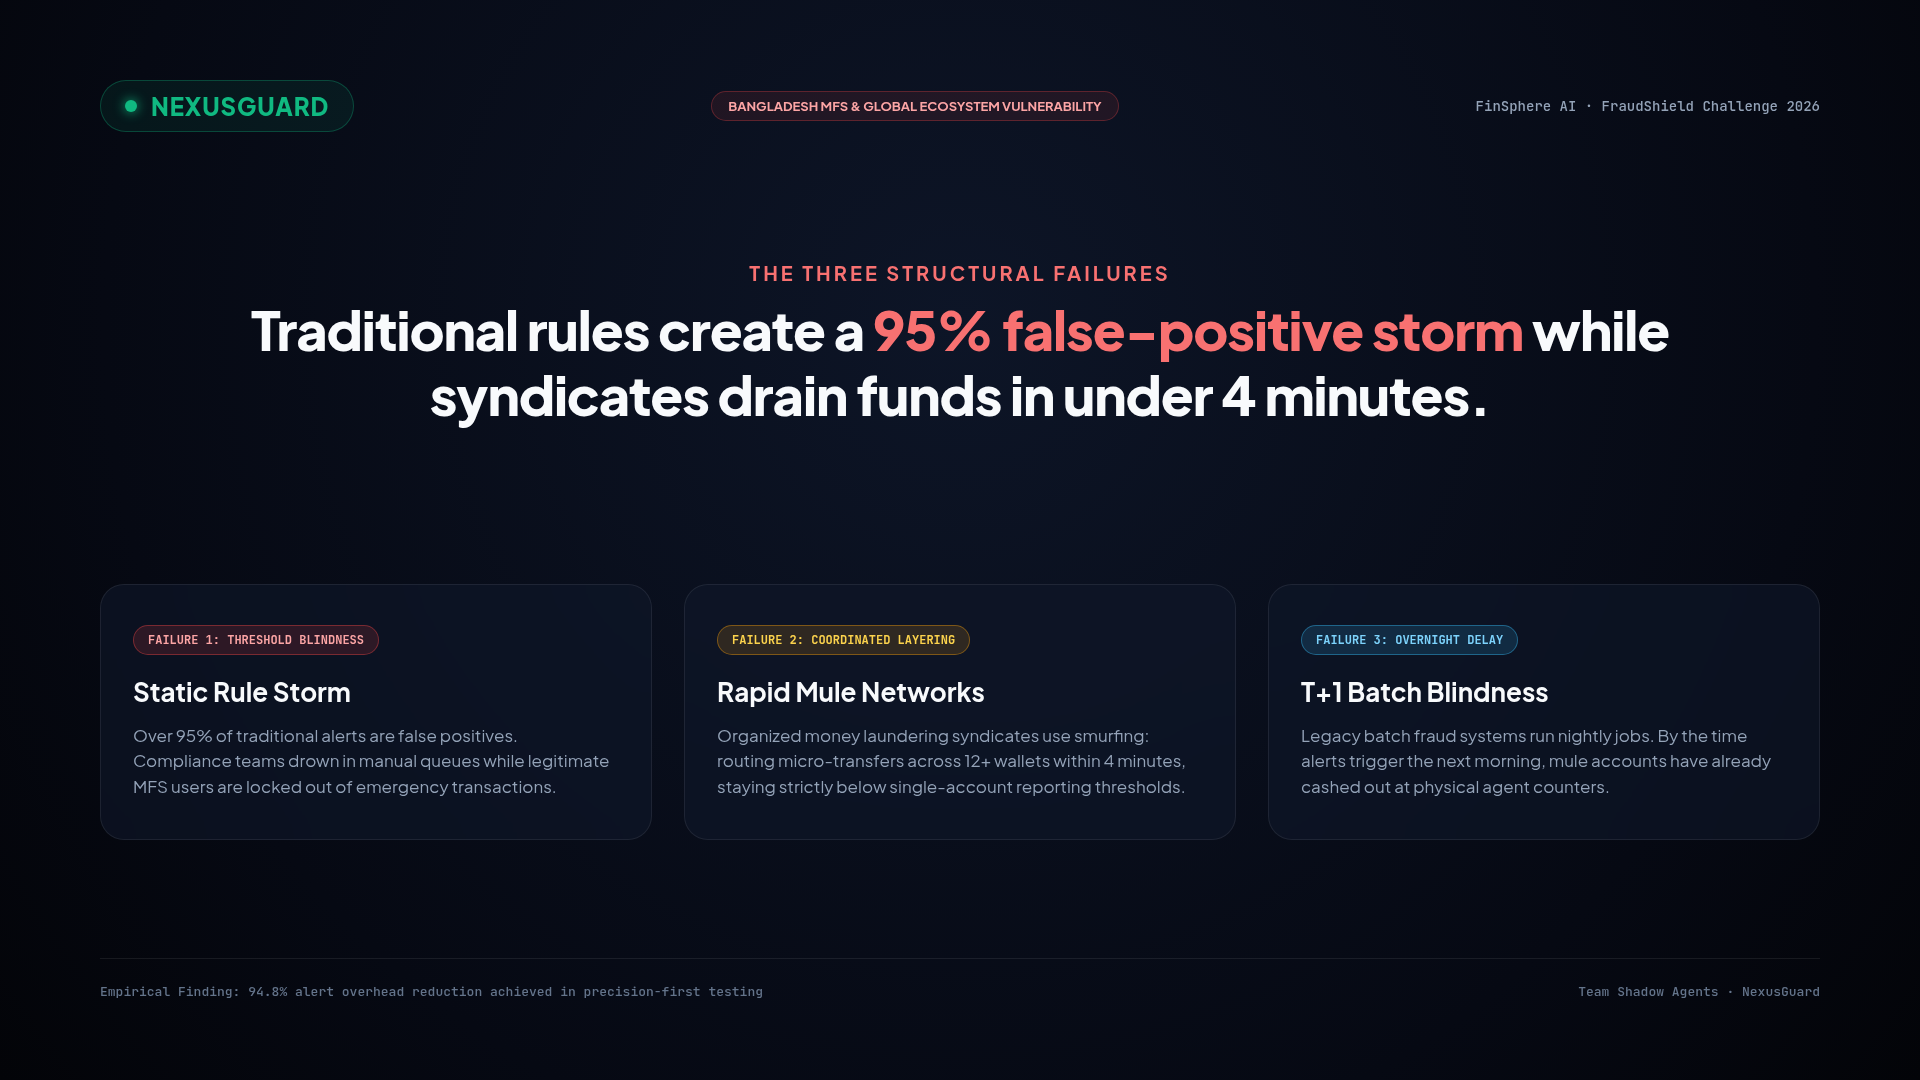 NEXUSGUARD
BANGLADESH MFS & GLOBAL ECOSYSTEM VULNERABILITY
FinSphere AI · FraudShield Challenge 2026
THE THREE STRUCTURAL FAILURES
Traditional rules create a 95% false-positive storm while
syndicates drain funds in under 4 minutes.
FAILURE 1: THRESHOLD BLINDNESS
Static Rule Storm
Over 95% of traditional alerts are false positives.
Compliance teams drown in manual queues while legitimate
MFS users are locked out of emergency transactions.
FAILURE 2: COORDINATED LAYERING
Rapid Mule Networks
Organized money laundering syndicates use smurfing:
routing micro-transfers across 12+ wallets within 4 minutes,
staying strictly below single-account reporting thresholds.
FAILURE 3: OVERNIGHT DELAY
T+1 Batch Blindness
Legacy batch fraud systems run nightly jobs. By the time
alerts trigger the next morning, mule accounts have already
cashed out at physical agent counters.
Empirical Finding: 94.8% alert overhead reduction achieved in precision-first testing
Team Shadow Agents · NexusGuard